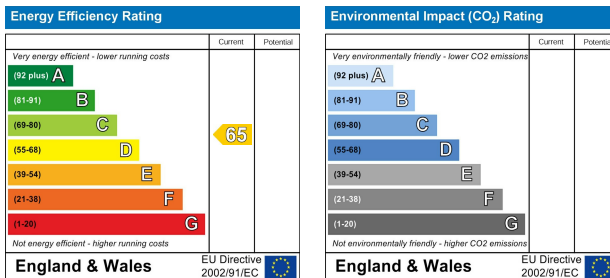 Energy Efficiency Rating
Current Potential
Very energy efficient - lower running costs
(92 plus) A
(81-91) B
(69-80) C
65
(55-68) D
(39-54) E
(21-38) F
(1-20) G
Not energy efficient - higher running costs
England & Wales
EU Directive
2002/91/EC
Environmental Impact (CO₂) Rating
Current Potential
Very environmentally friendly - lower CO2 emissions
(92 plus) A
(81-91) B
(69-80) C
(55-68) D
(39-54) E
(21-38) F
(1-20) G
Not environmentally friendly - higher CO2 emissions
England & Wales
EU Directive
2002/91/EC